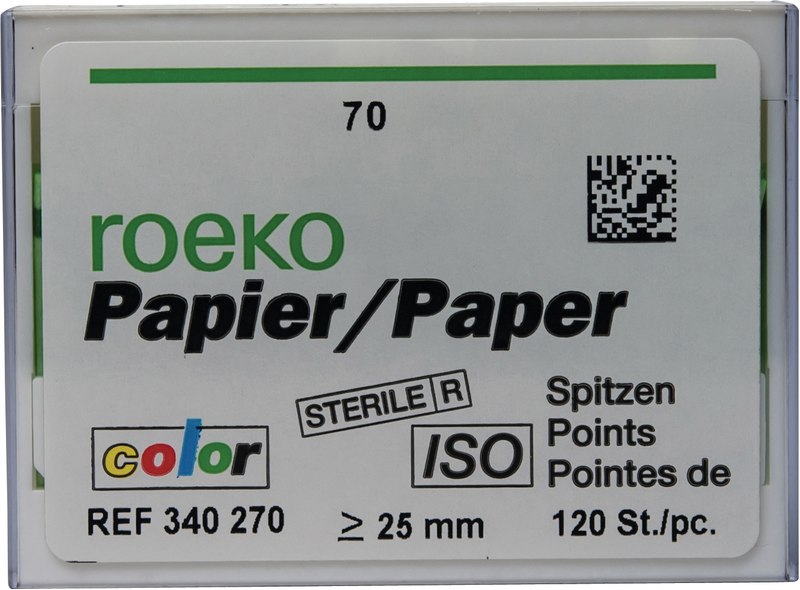 70
roeko
Papier/Paper
STERILE R
Spitzen
color
ISO
Points
Pointes de
REF 340 270
≥ 25 mm
120 St./pc.